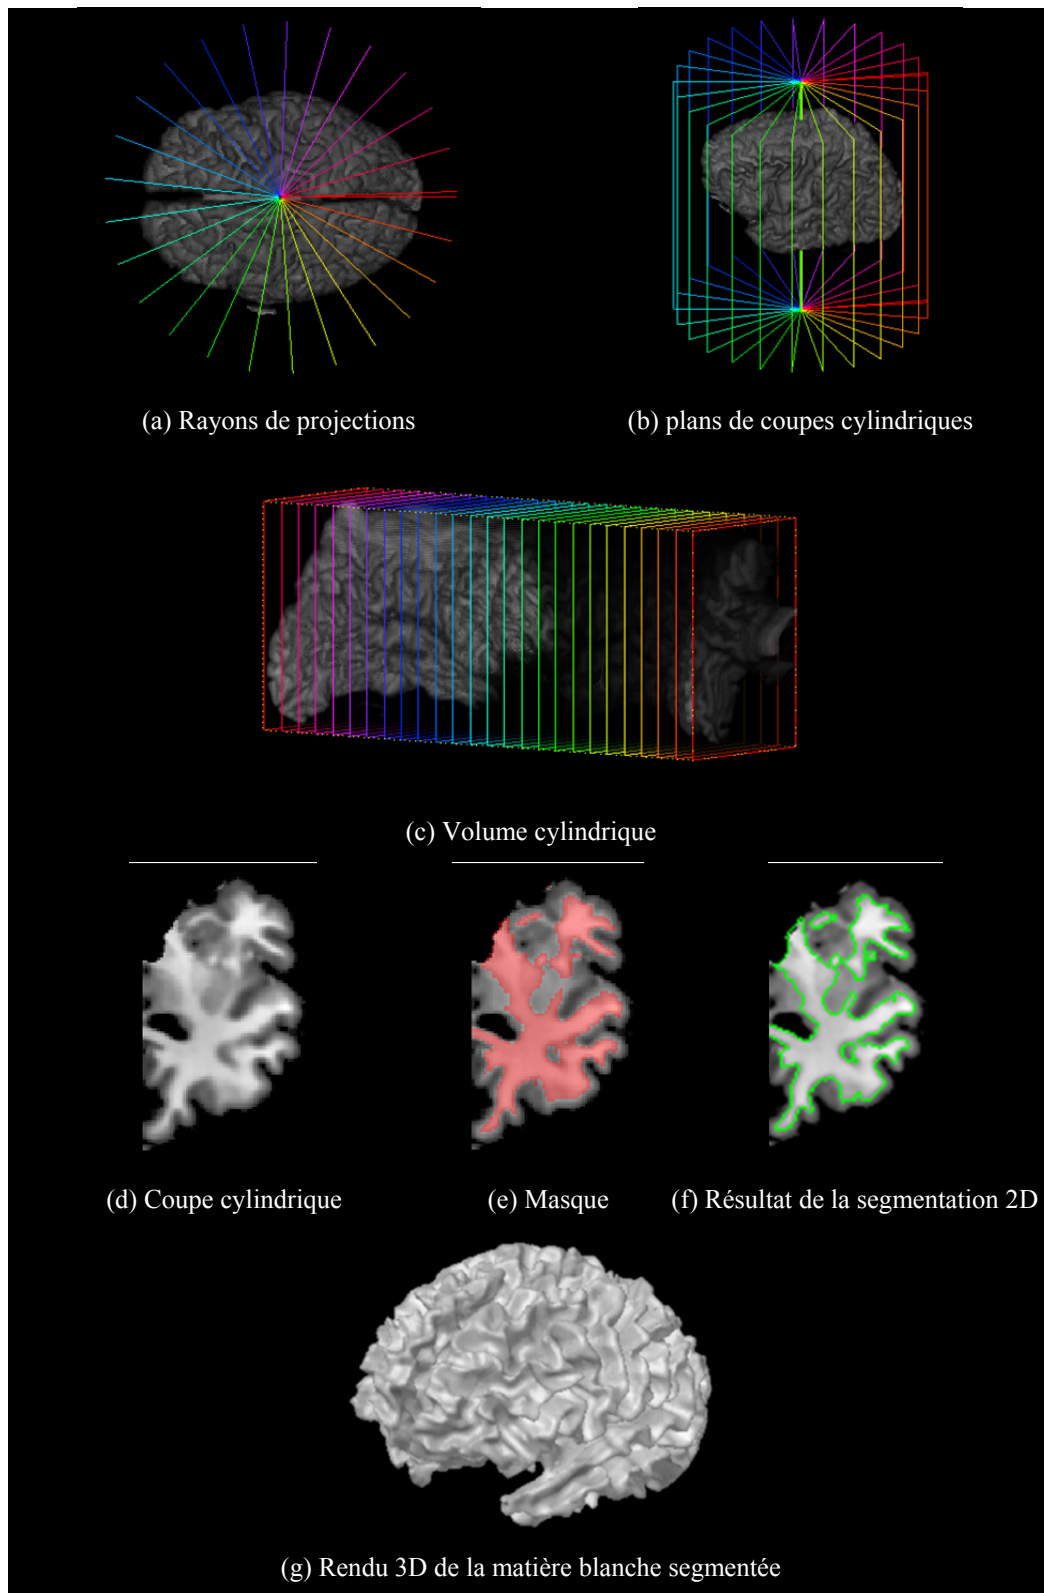 (a) Rayons de projections
(b) plans de coupes cylindriques
(c) Volume cylindrique
(d) Coupe cylindrique
(e) Masque
(f) Résultat de la segmentation 2D
(g) Rendu 3D de la matière blanche segmentée